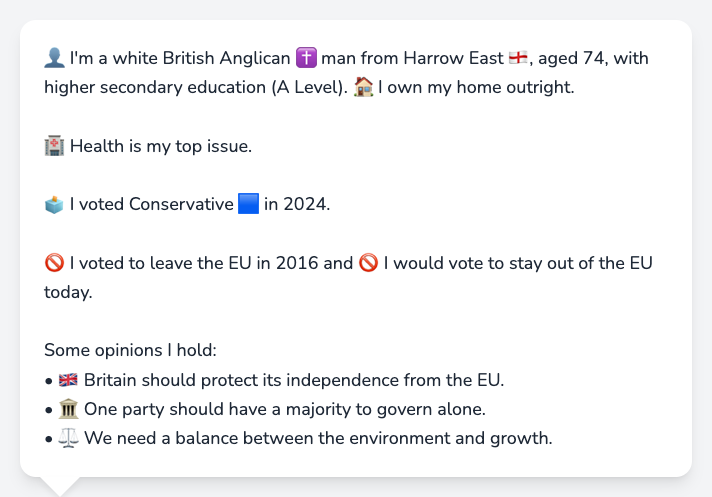 👤 I'm a white British Anglican ✝️ man from Harrow East 🏴󠁧󠁢󠁥󠁮󠁧󠁿, aged 74, with
higher secondary education (A Level). 🏠 I own my home outright.
🏥 Health is my top issue.
🗳️ I voted Conservative 🟦 in 2024.
🚫 I voted to leave the EU in 2016 and 🚫 I would vote to stay out of the EU
today.
Some opinions I hold:
• 🇬🇧 Britain should protect its independence from the EU.
• 🏛️ One party should have a majority to govern alone.
• ⚖️ We need a balance between the environment and growth.